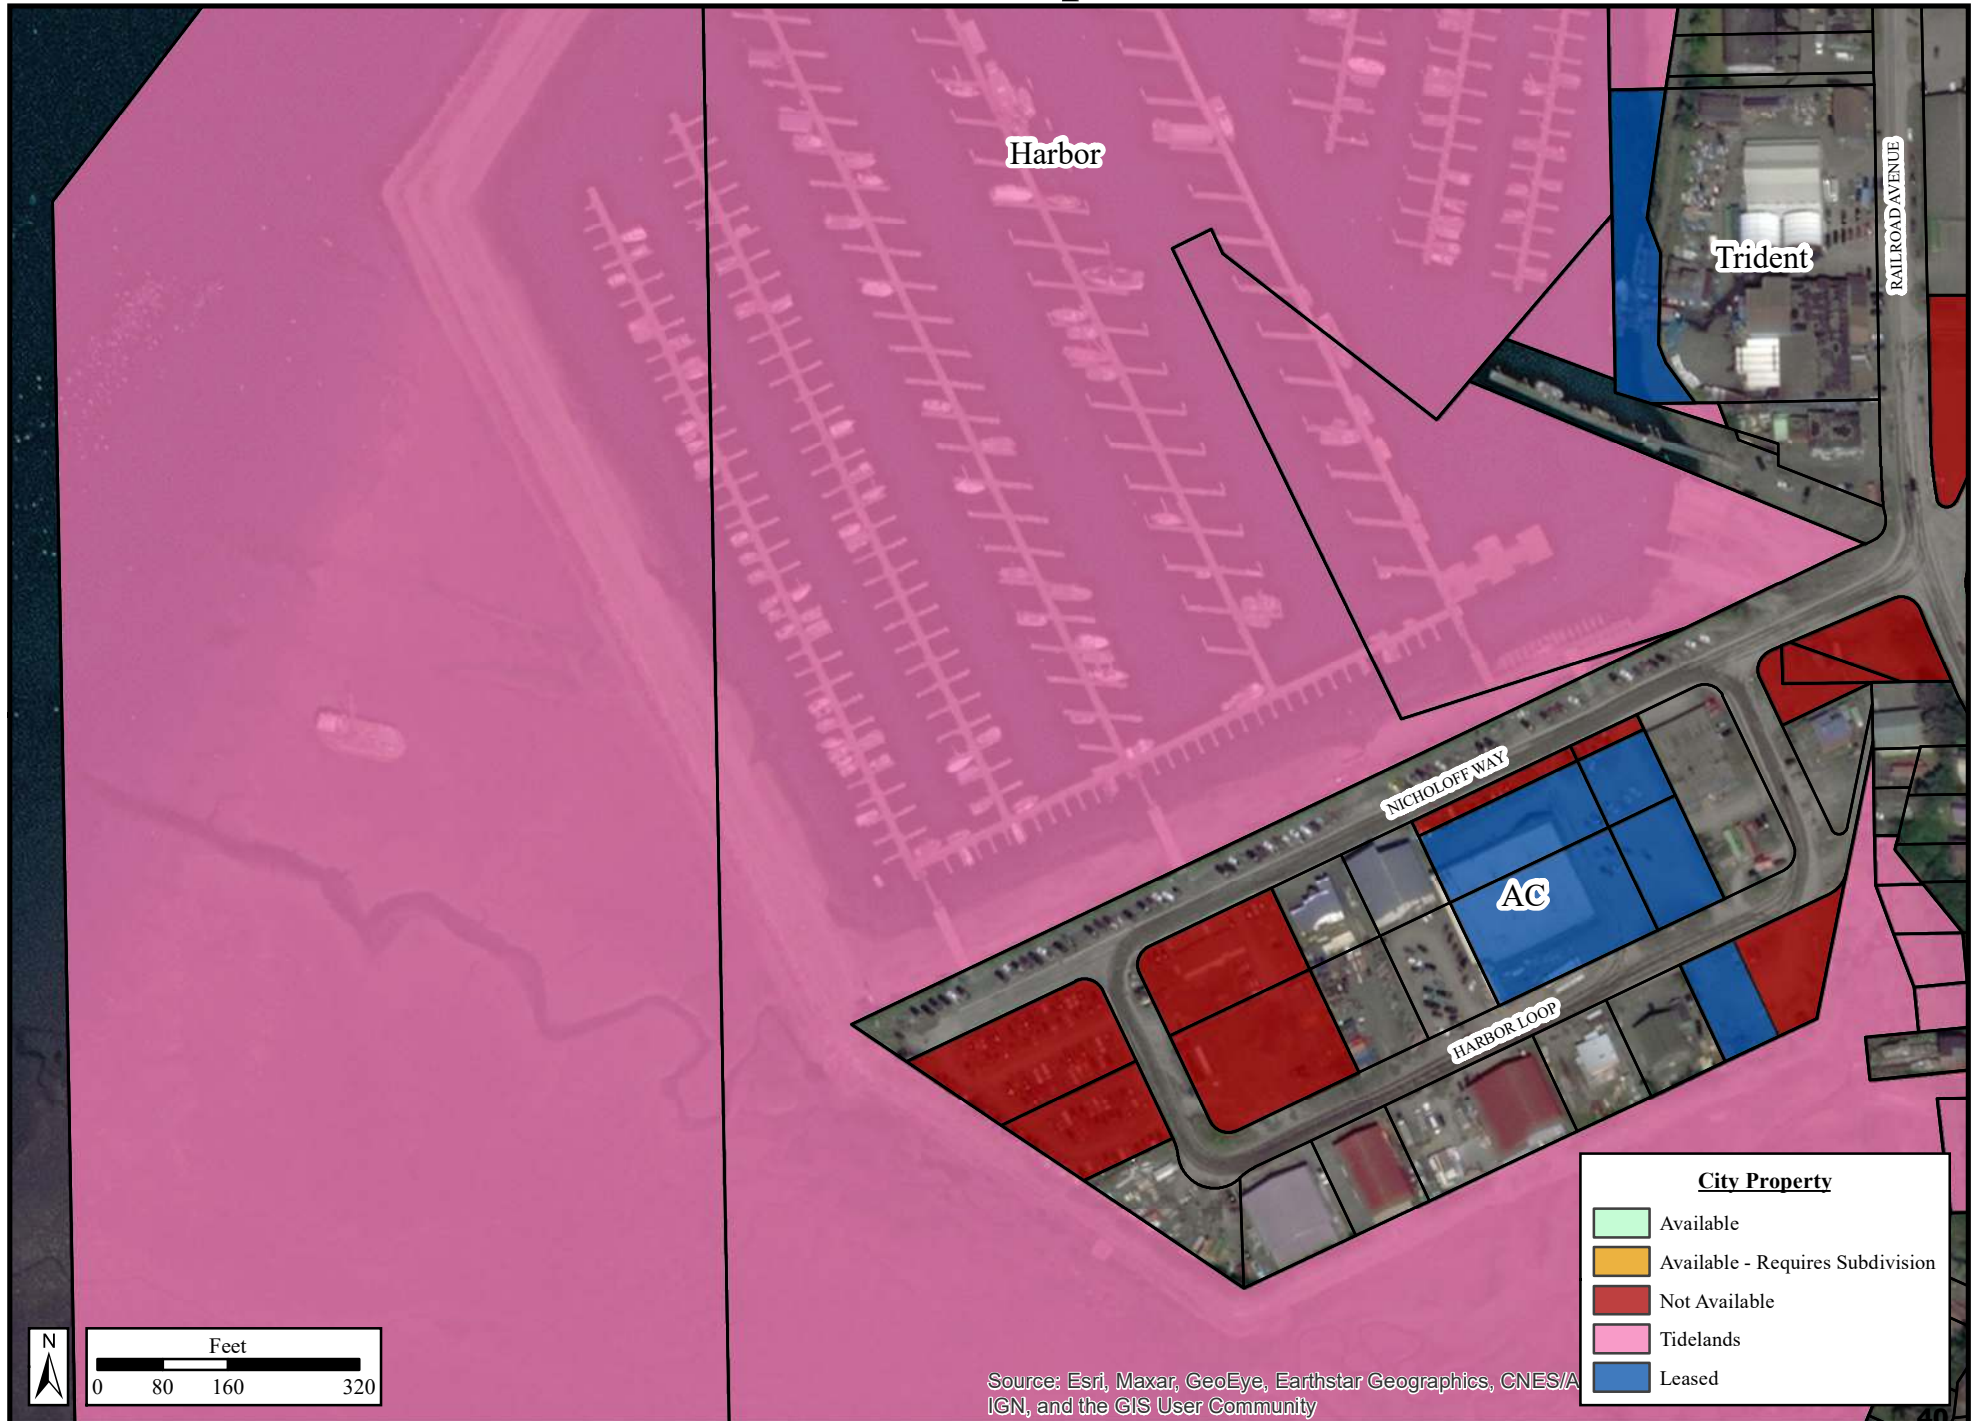 Harbor
Trident
RAILROAD AVENUE
NICHOLOFF WAY
AC
HARBOR LOOP
City Property
Available
Available - Requires Subdivision
Not Available
Tidelands
Leased
N
Feet
0 80 160 320
Source: Esri, Maxar, GeoEye, Earthstar Geographics, CNES/A
IGN, and the GIS User Community